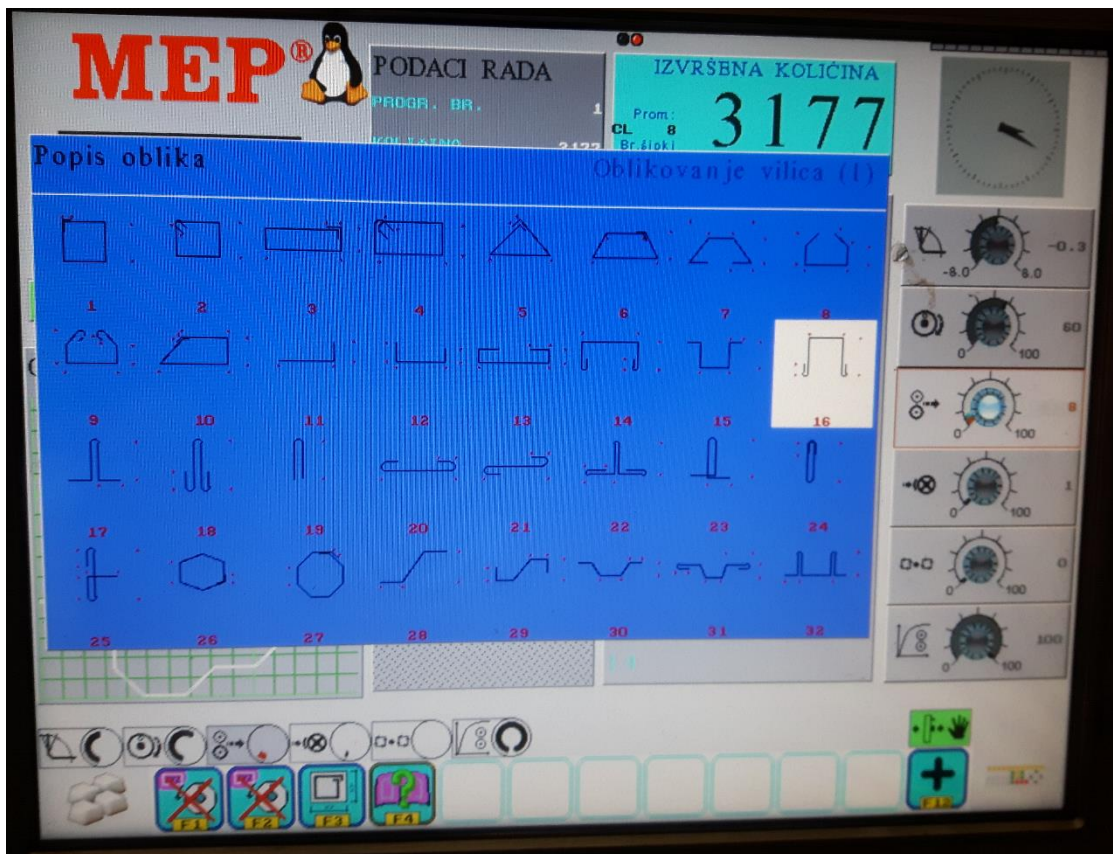 MEP®
PODACI RADA
PROGR. BR. 1
KOLIČINA 3177
IZVRŠENA KOLIĆINA
Prom:
CL 8
3177
Br.šipki
Popis oblika
Oblikovanje vilica (1)
1 2 3 4 5 6 7 8
9 10 11 12 13 14 15 16
17 18 19 20 21 22 23 24
25 26 27 28 29 30 31 32
-8.0 8.0 -0.3
0 100 60
0 100 8
0 100 1
0 100 0
0 100 100
F1 F2 F3 F4 F12